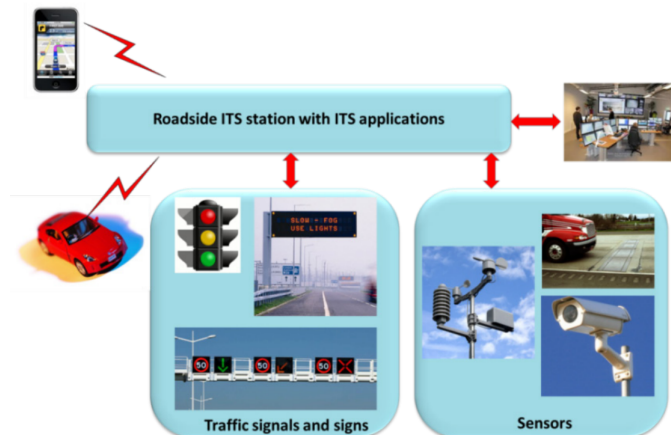 Roadside ITS station with ITS applications
SLOW - FOG
USE LIGHTS
50
50
50
Traffic signals and signs
Sensors